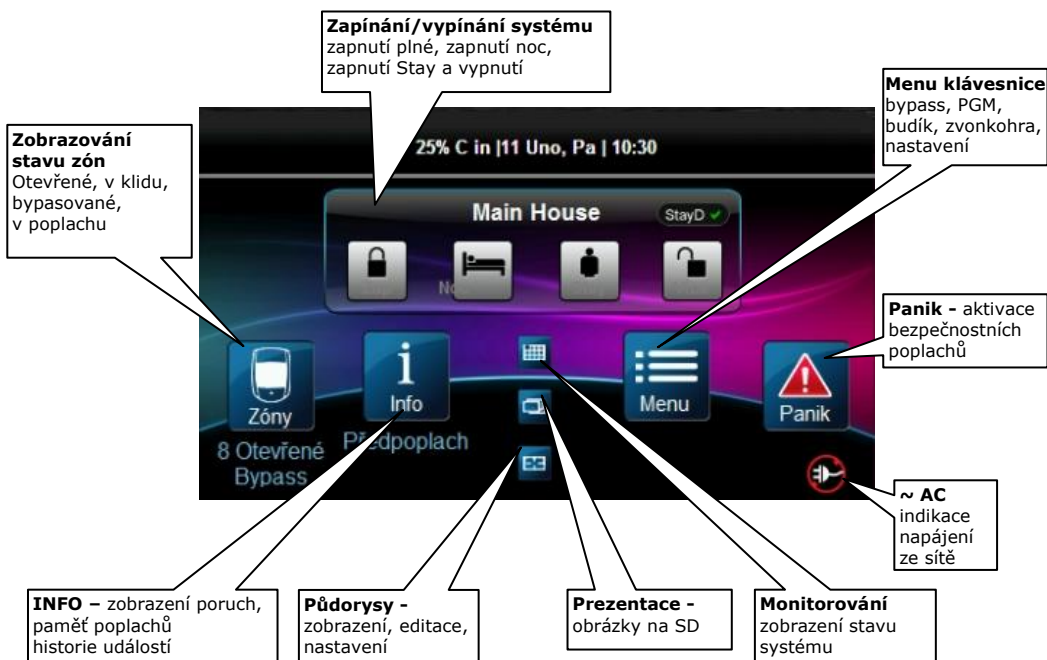 Zapínání/vypínání systému
zapnutí plné, zapnutí noc,
zapnutí Stay a vypnutí
Menu klávesnice
bypass, PGM,
budík, zvonkohra,
nastavení
Zobrazování
stavu zón
Otevřené, v klidu,
bypasované,
v poplachu
25% C in |11 Uno, Pa | 10:30
Main House
StayD
Panik - aktivace
bezpečnostních
poplachů
Zóny
Info
Menu
Panik
8 Otevřené
Bypass
Předpoplach
~ AC
indikace
napájení
ze sítě
INFO – zobrazení poruch,
paměť poplachů
historie událostí
Půdorysy -
zobrazení, editace,
nastavení
Prezentace -
obrázky na SD
Monitorování
zobrazení stavu
systému